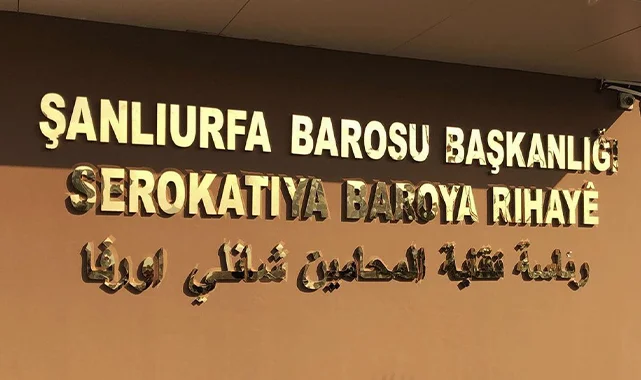 ŞANLIURFA BAROSU BAŞKANLIĞI
SEROKATIYA BAROYA RIHAYÊ
رئاسة نقابة المحامين شانلي اورفا